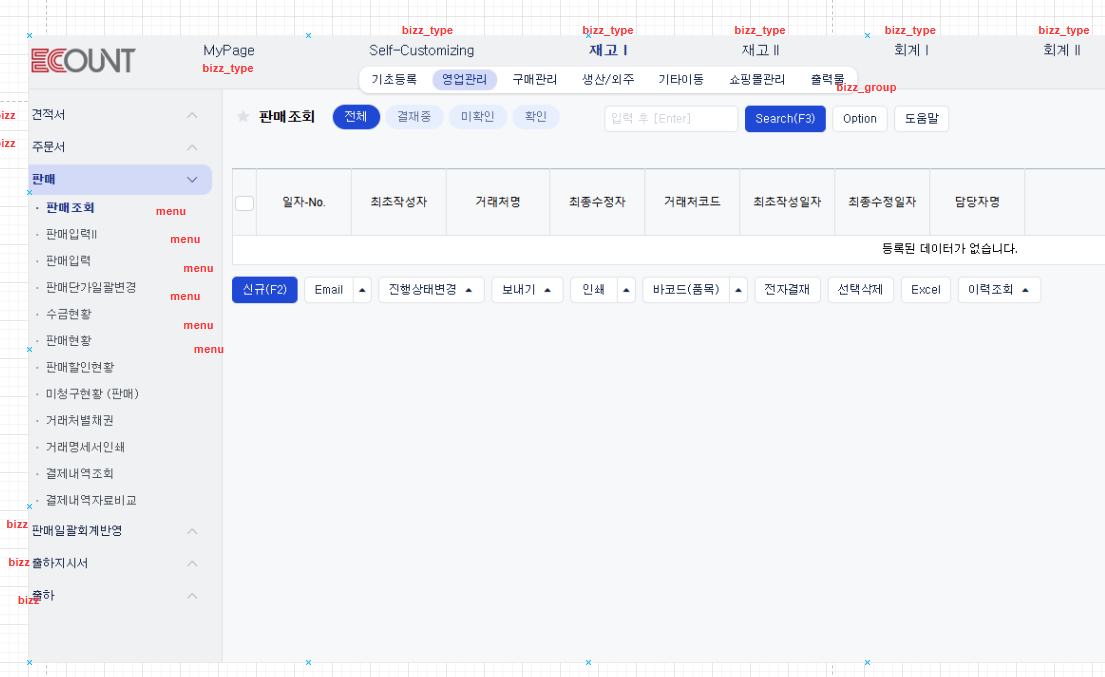 bizz_type bizz_type bizz_type bizz_type bizz_type
ECOUNT MyPage Self-Customizing 재고 I 재고 II 회계 I 회계 II
bizz_type
기초등록 영업관리 구매관리 생산/외주 기타이동 쇼핑몰관리 출력물
bizz_group
bizz 견적서
판매조회 전체 결재중 미확인 확인 입력 후 [Enter] Search(F3) Option 도움말
bizz 주문서
판매
일자-No. 최초작성자 거래처명 최종수정자 거래처코드 최초작성일자 최종수정일자 담당자명
· 판매조회 menu
· 판매입력II menu
등록된 데이터가 없습니다.
· 판매입력 menu
· 판매단가일괄변경 menu
신규(F2) Email 진행상태변경 보내기 인쇄 바코드(품목) 전자결재 선택삭제 Excel 이력조회
· 수금현황 menu
· 판매현황 menu
· 판매할인현황
· 미청구현황 (판매)
· 거래처별채권
· 거래명세서인쇄
· 결제내역조회
· 결제내역자료비교
bizz 판매일괄회계반영
bizz 출하지시서
bizz 출하